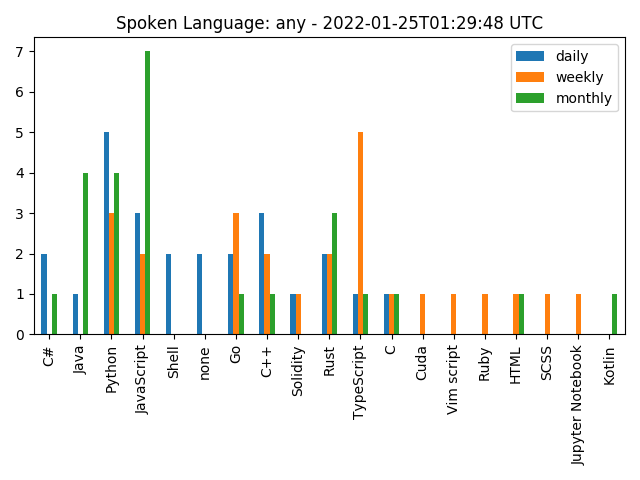 Spoken Language: any - 2022-01-25T01:29:48 UTC
daily
weekly
monthly
7
6
5
4
3
2
1
0
C#
Java
Python
JavaScript
Shell
none
Go
C++
Solidity
Rust
TypeScript
C
Cuda
Vim script
Ruby
HTML
SCSS
Jupyter Notebook
Kotlin